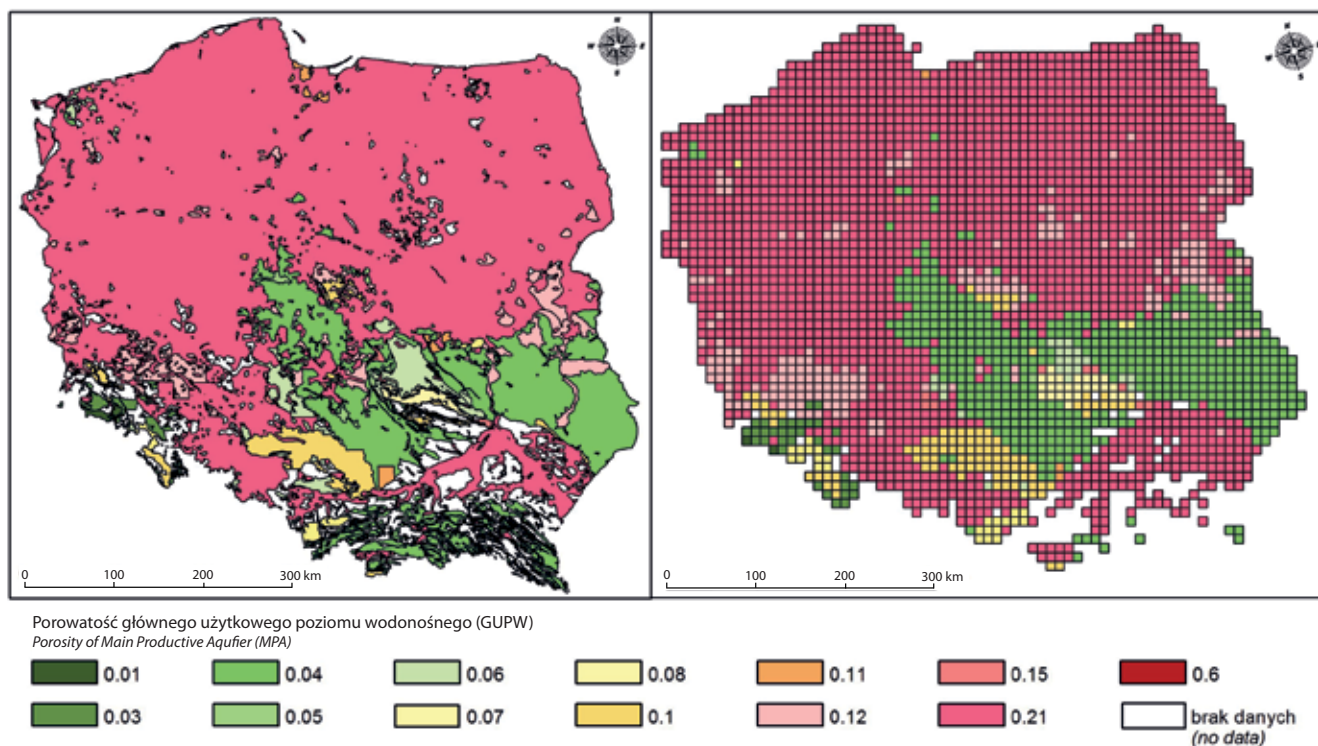 N
W
E
S
N
W
E
S
0
100
200
300 km
0
100
200
300 km
Porowatość głównego użytkowego poziomu wodonośnego (GUPW)
Porosity of Main Productive Aqufier (MPA)
0.01
0.04
0.06
0.08
0.11
0.15
0.6
0.03
0.05
0.07
0.1
0.12
0.21
brak danych
(no data)